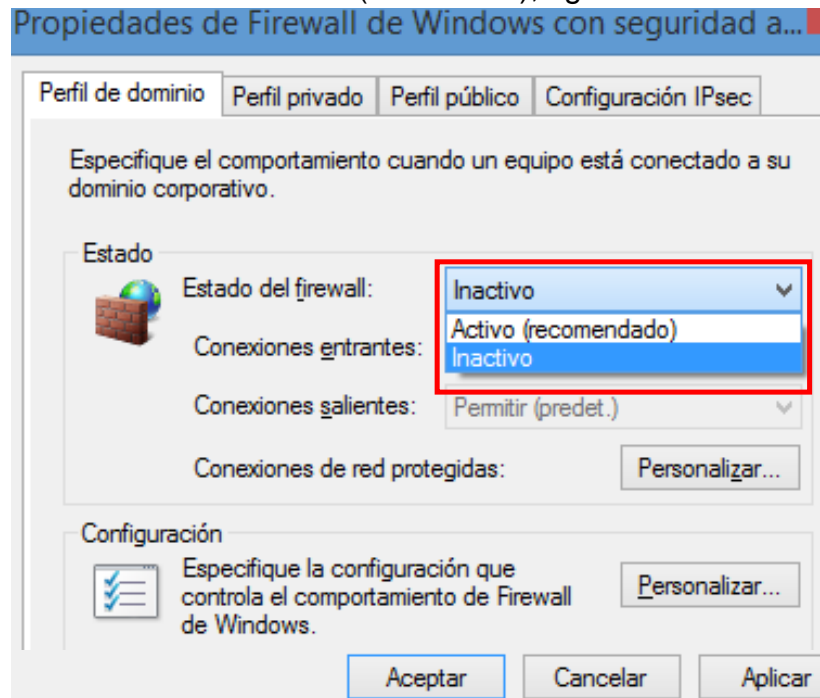 Propiedades de Firewall de Windows con seguridad a...
Perfil de dominio Perfil privado Perfil público Configuración IPsec
Especifique el comportamiento cuando un equipo está conectado a su
dominio corporativo.
Estado
Estado del firewall: Inactivo
Activo (recomendado)
Conexiones entrantes: Inactivo
Conexiones salientes: Permitir (predet.)
Conexiones de red protegidas: Personalizar...
Configuración
Especifique la configuración que
controla el comportamiento de Firewall
de Windows.
Personalizar...
Aceptar Cancelar Aplicar